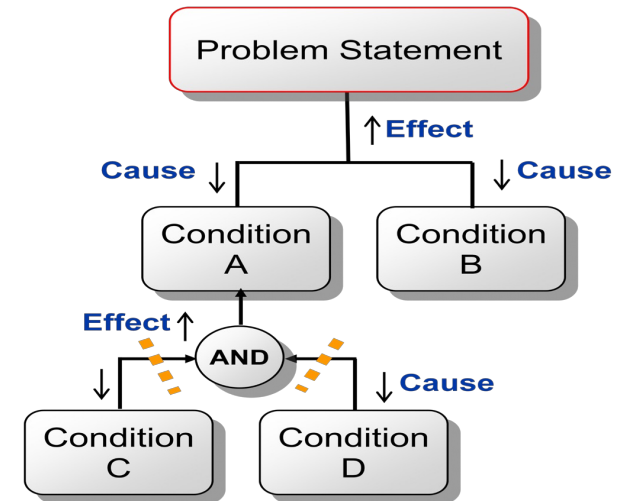 Problem Statement
Effect
Cause
Cause
Condition
A
Condition
B
Effect
AND
Cause
Condition
C
Condition
D